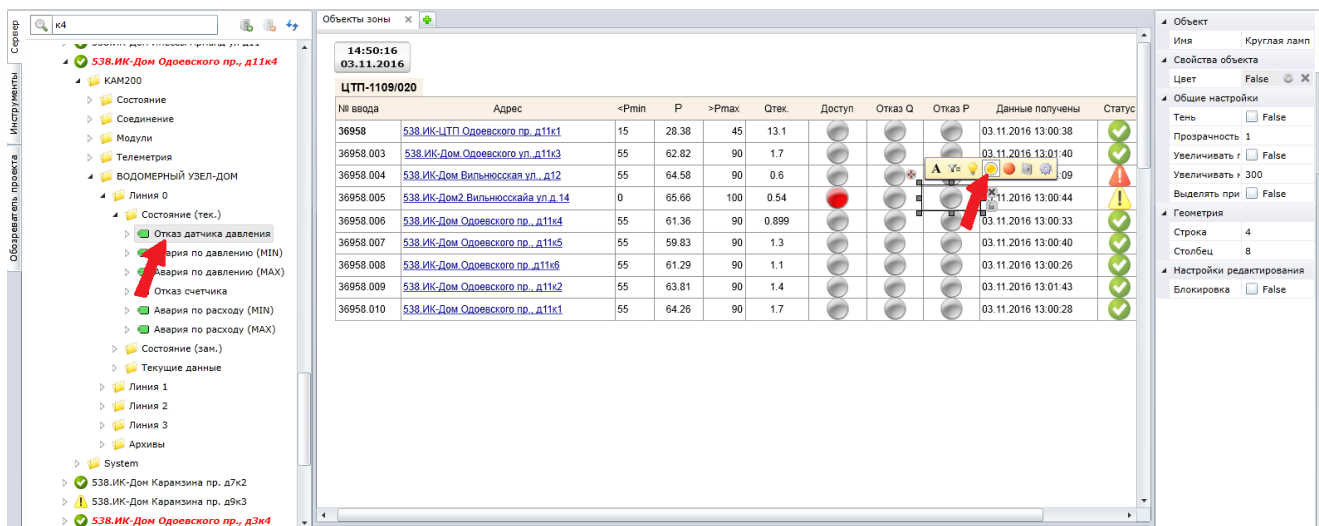 Сервер
Инструменты
Обозреватель проекта
к4
538.ИК-Дом Одоевского пр., д11к4
КАМ200
Состояние
Соединение
Модули
Телеметрия
ВОДОМЕРНЫЙ УЗЕЛ-ДОМ
Линия 0
Состояние (тек.)
Отказ датчика давления
Авария по давлению (MIN)
Авария по давлению (MAX)
Отказ счетчика
Авария по расходу (MIN)
Авария по расходу (MAX)
Состояние (зам.)
Текущие данные
Линия 1
Линия 2
Линия 3
Архивы
System
538.ИК-Дом Карамзина пр. д7к2
538.ИК-Дом Карамзина пр. д9к3
538.ИК-Дом Одоевского пр., д3к4
Объекты зоны
14:50:16
03.11.2016
ЦТП-1109/020
№ ввода Адрес <Pmin P >Pmax Qтек. Доступ Отказ Q Отказ P Данные получены Статус
36958 538.ИК-ЦТП Одоевского пр. д11к1 15 28.38 45 13.1 03.11.2016 13:00:38
36958.003 538.ИК-Дом.Одоевского ул.,д11к3 55 62.82 90 1.7 03.11.2016 13:01:40
36958.004 538.ИК-Дом Вильнюсская ул., д12 55 64.58 90 0.6 :09
36958.005 538.ИК-Дом2.Вильнюсскайа ул.д.14 0 65.66 100 0.54 11.2016 13:00:44
36958.006 538.ИК-Дом Одоевского пр., д11к4 55 61.36 90 0.899 03.11.2016 13:00:33
36958.007 538.ИК-Дом Одоевского пр., д11к5 55 59.83 90 1.3 03.11.2016 13:00:40
36958.008 538.ИК-Дом.Одоевского пр.,д11к6 55 61.29 90 1.1 03.11.2016 13:00:26
36958.009 538.ИК-Дом Одоевского пр., д11к2 55 63.81 90 1.4 03.11.2016 13:01:43
36958.010 538.ИК-Дом Одоевского пр., д11к1 55 64.26 90 1.7 03.11.2016 13:00:28
A Y=
Объект
Имя Круглая ламп
Свойства объекта
Цвет False
Общие настройки
Тень False
Прозрачность 1
Увеличивать г False
Увеличивать н 300
Выделять при False
Геометрия
Строка 4
Столбец 8
Настройки редактирования
Блокировка False